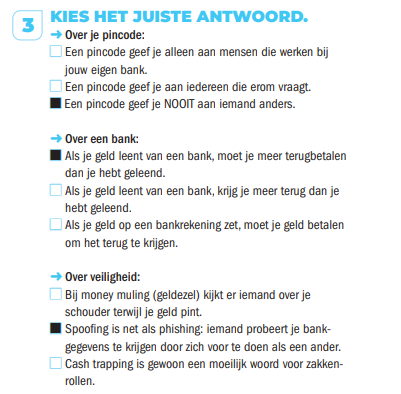 3 KIES HET JUISTE ANTWOORD.
➜ Over je pincode:
☐ Een pincode geef je alleen aan mensen die werken bij
jouw eigen bank.
☐ Een pincode geef je aan iedereen die erom vraagt.
■ Een pincode geef je NOOIT aan iemand anders.
➜ Over een bank:
■ Als je geld leent van een bank, moet je meer terugbetalen
dan je hebt geleend.
☐ Als je geld leent van een bank, krijg je meer terug dan je
hebt geleend.
☐ Als je geld op een bankrekening zet, moet je geld betalen
om het terug te krijgen.
➜ Over veiligheid:
☐ Bij money muling (geldezel) kijkt er iemand over je
schouder terwijl je geld pint.
■ Spoofing is net als phishing: iemand probeert je bank-
gegevens te krijgen door zich voor te doen als een ander.
☐ Cash trapping is gewoon een moeilijk woord voor zakken-
rollen.